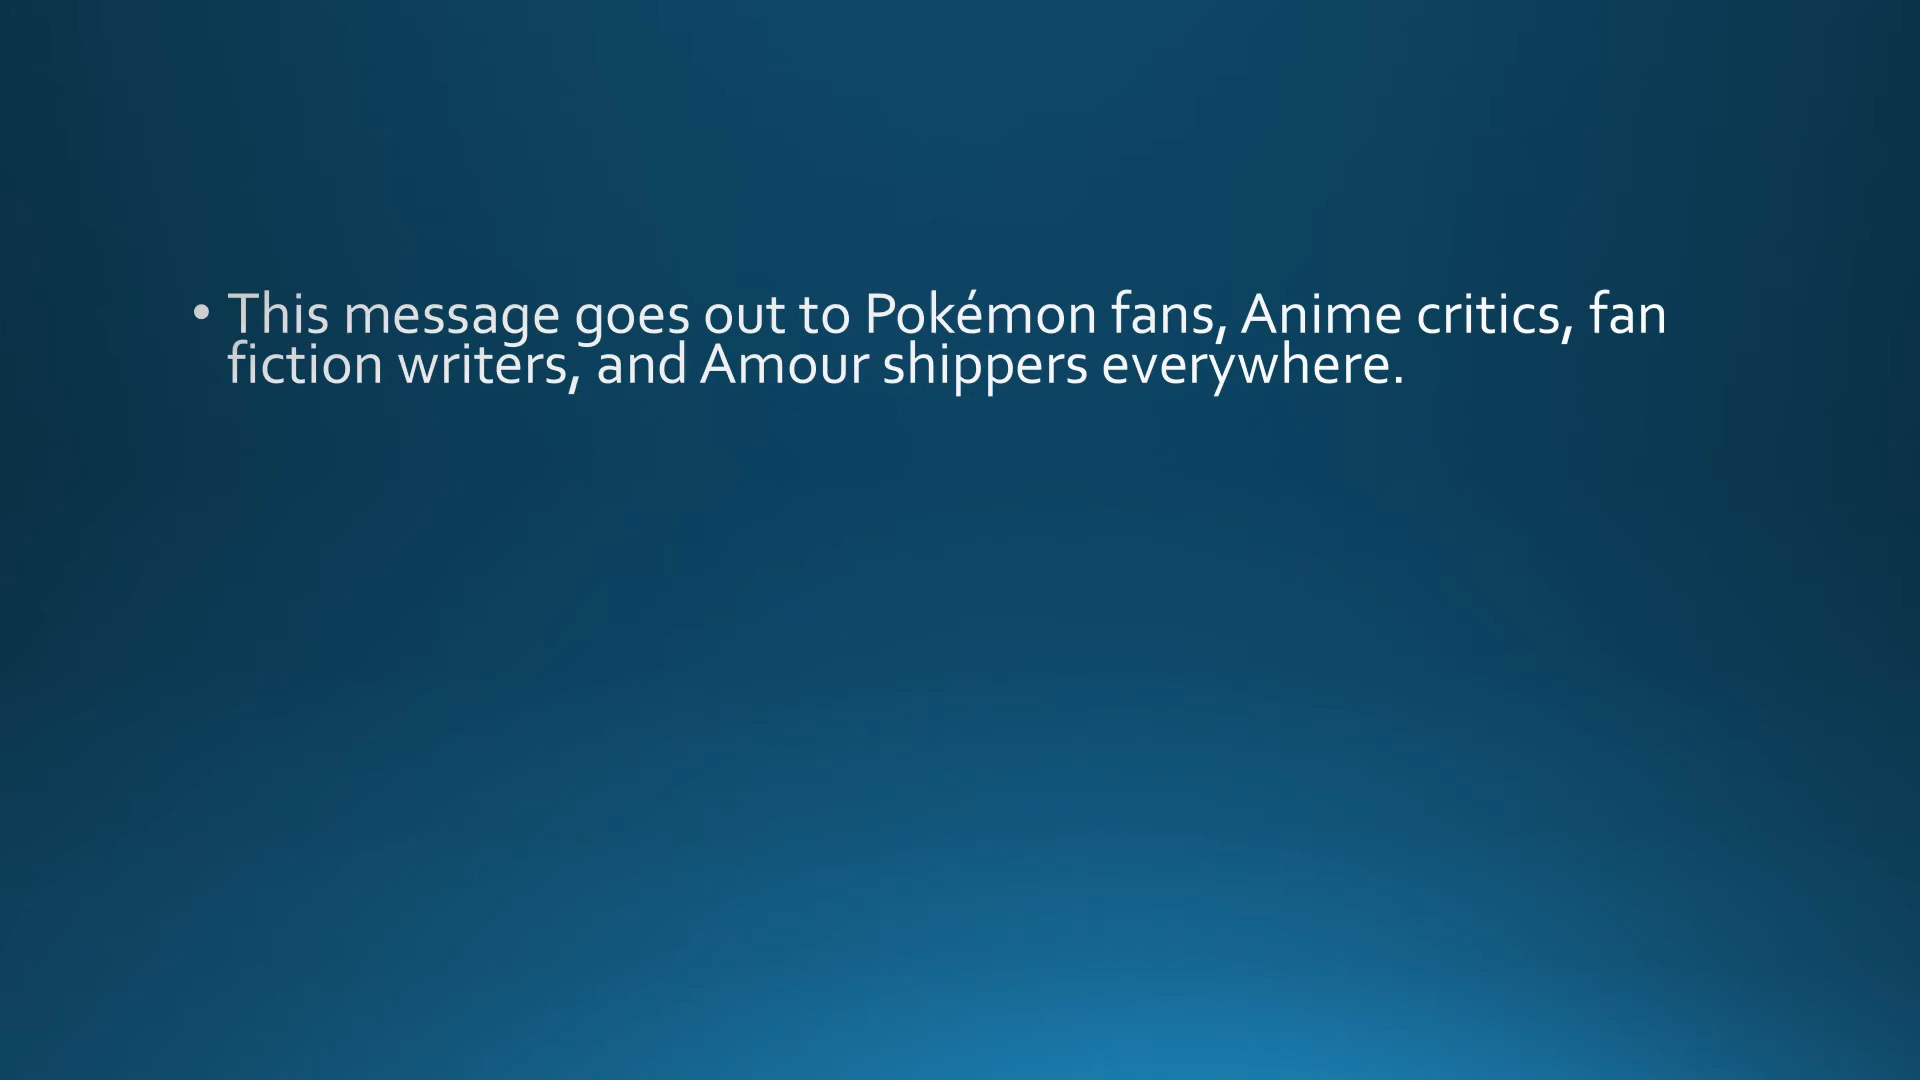 • This message goes out to Pokémon fans, Anime critics, fan
fiction writers, and Amour shippers everywhere.